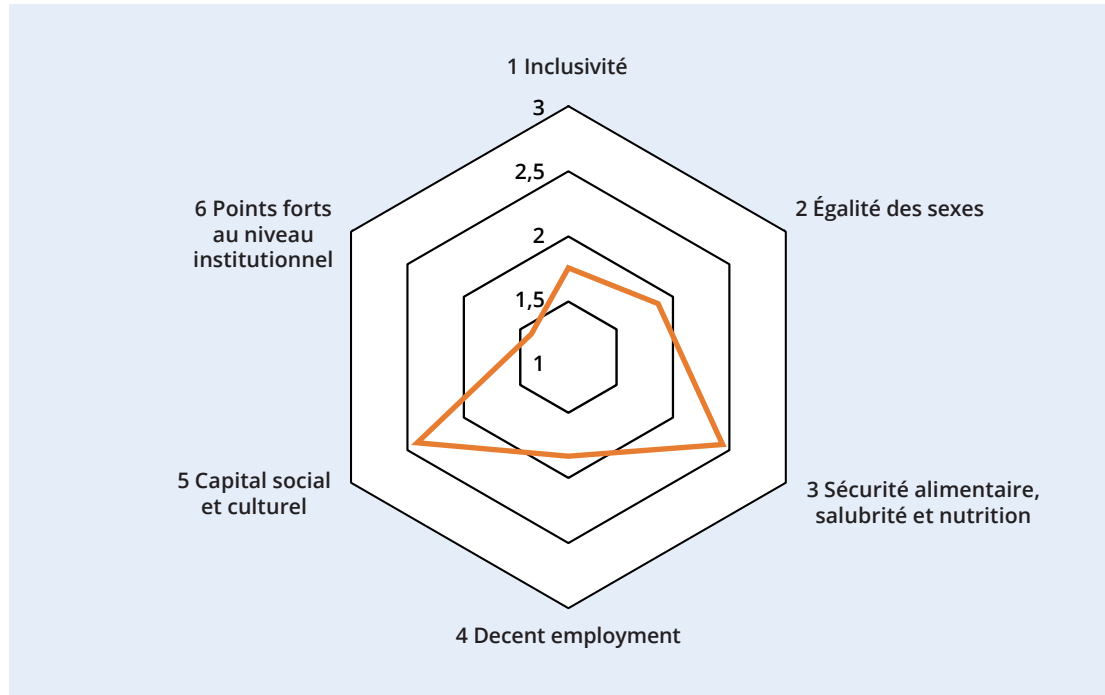 1 Inclusivité
3
2,5
2
1,5
1
2 Égalité des sexes
3 Sécurité alimentaire,
salubrité et nutrition
4 Decent employment
5 Capital social
et culturel
6 Points forts
au niveau
institutionnel